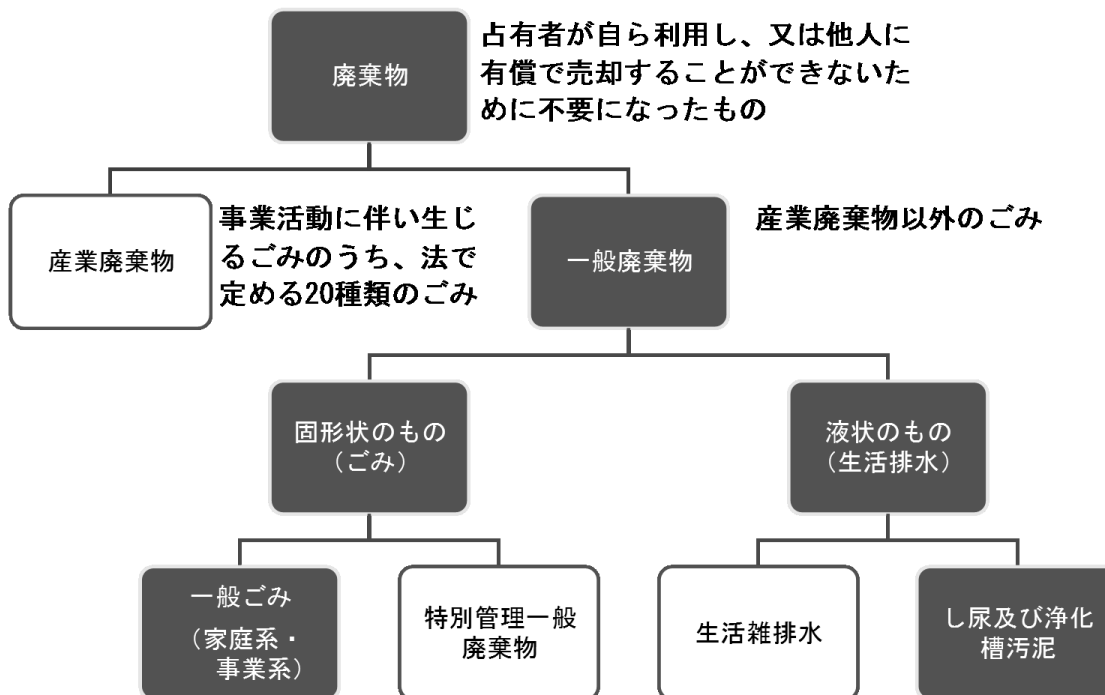 廃棄物
占有者が自ら利用し、又は他人に
有償で売却することができないた
めに不要になったもの
産業廃棄物
事業活動に伴い生じ
るごみのうち、法で
定める20種類のごみ
一般廃棄物
産業廃棄物以外のごみ
固形状のもの
（ごみ）
液状のもの
（生活排水）
一般ごみ
（家庭系・
事業系）
特別管理一般
廃棄物
生活雑排水
し尿及び浄化
槽汚泥